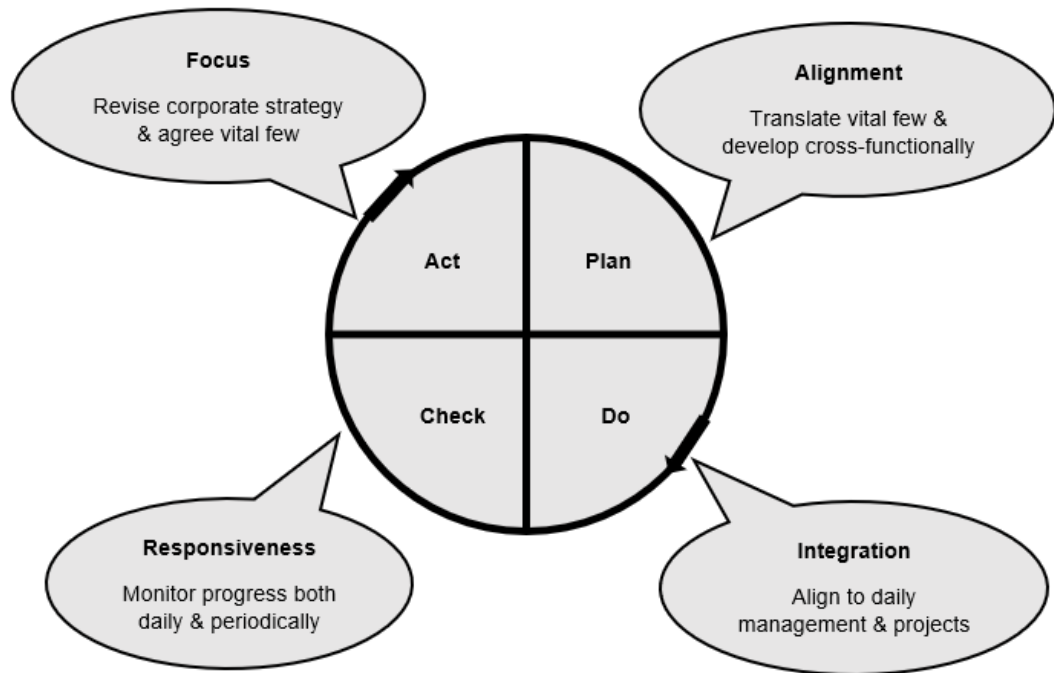 Focus
Revise corporate strategy
& agree vital few
Alignment
Translate vital few &
develop cross-functionally
Act
Plan
Check
Do
Responsiveness
Monitor progress both
daily & periodically
Integration
Align to daily
management & projects